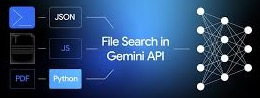 JSON
JS
PDF
Python
File Search in
Gemini API